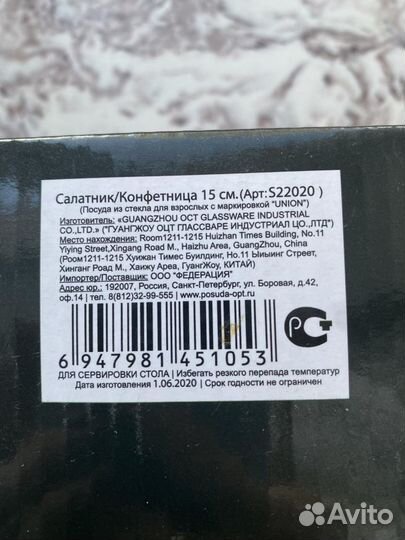 Салатник/Конфетница 15 см.(Арт:S22020 )
(Посуда из стекла для взрослых с маркировкой "UNION")
Изготовитель: «GUANGZHOU OCT GLASSWARE INDUSTRIAL
CO.,LTD.» ("ГУАНГЖОУ ОЦТ ГЛАССВАРЕ ИНДУСТРИАЛ ЦО.,ЛТД")
Место нахождения: Room1211-1215 Huizhan Times Building, No.11
Yiying Street,Xingang Road M., Haizhu Area, GuangZhou, China
(Роом1211-1215 Хуижан Тимес Буилдинг, Но.11 Ыиыинг Стреет,
Хинганг Роад М., Хаижу Ареа, ГуангЖоу, КИТАЙ)
Импортер/Поставщик: ООО "ФЕДЕРАЦИЯ"
Адрес юр.: 192007, Россия, Санкт-Петербург, ул. Боровая, д.42,
оф.14 | тел. 8(812)32-99-555 | www.posuda-opt.ru
РСТ
6 947981 451053
ДЛЯ СЕРВИРОВКИ СТОЛА | Избегать резкого перепада температур
Дата изготовления 1.06.2020 | Срок годности не ограничен
Avito